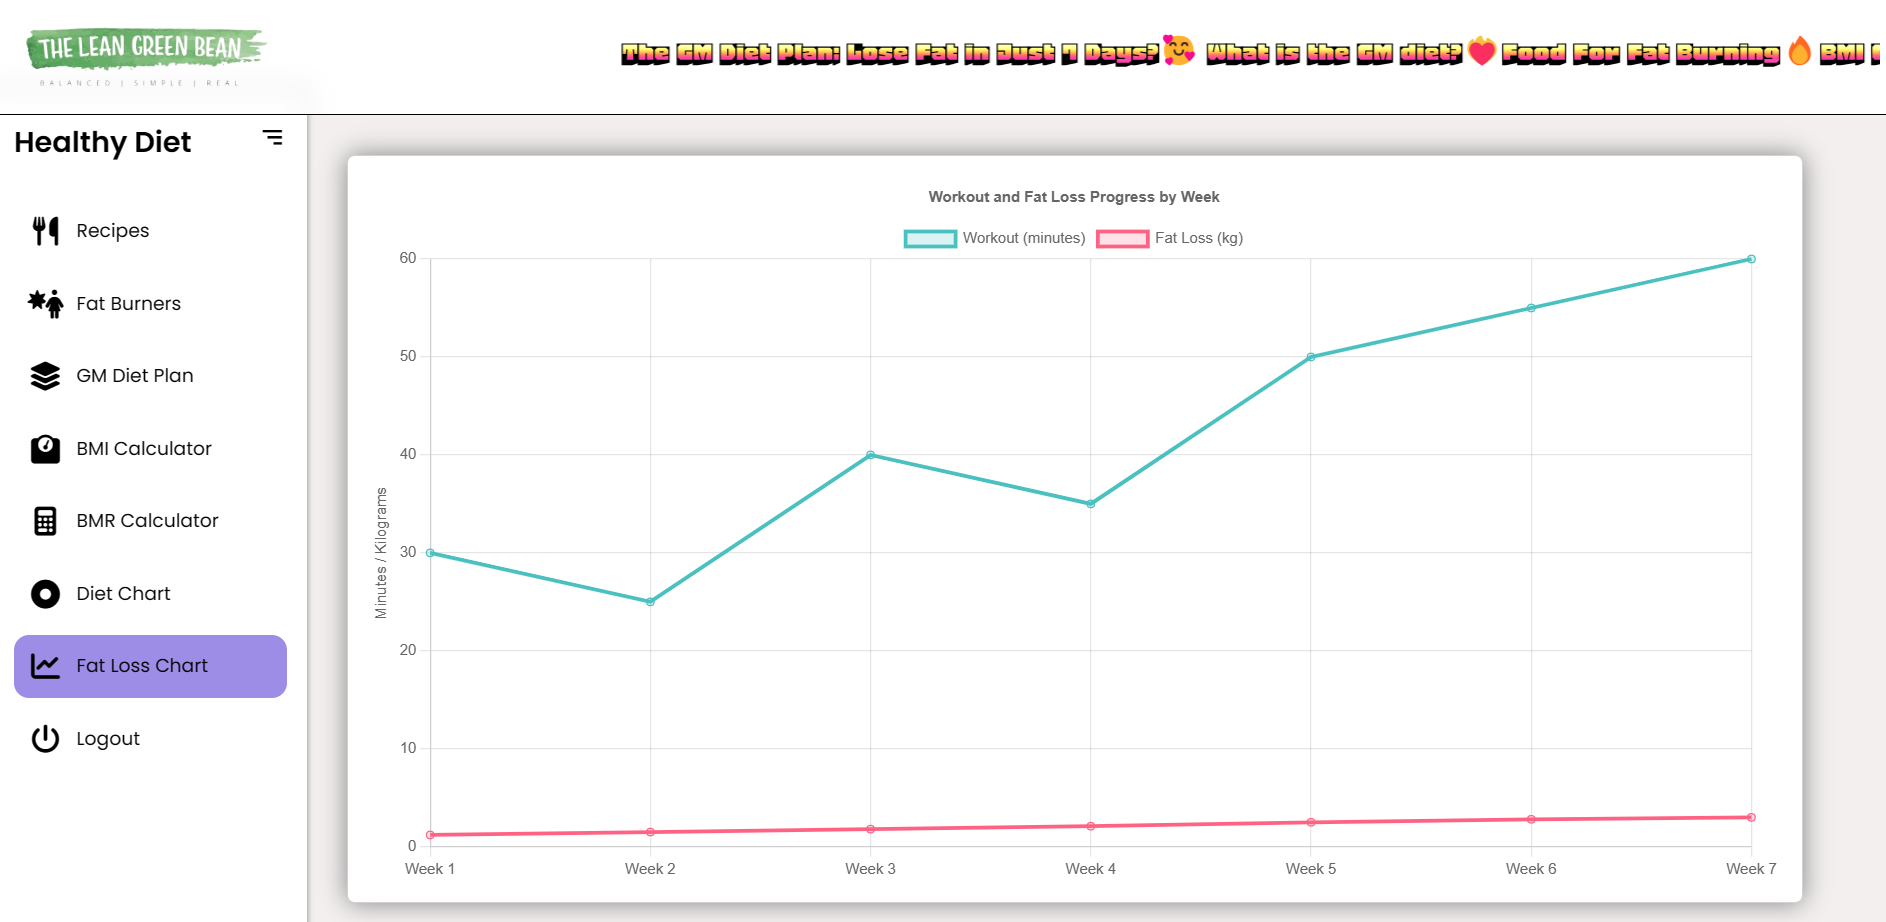 THE LEAN GREEN BEAN
BALANCED | SIMPLE | REAL
The GM Diet Plan: Lose Fat in Just 7 Days?🥰 What is the GM diet?❤️‍🔥Food For Fat Burning🔥BMI
Healthy Diet
Recipes
Fat Burners
GM Diet Plan
BMI Calculator
BMR Calculator
Diet Chart
Fat Loss Chart
Logout
Workout and Fat Loss Progress by Week
Workout (minutes) Fat Loss (kg)
Minutes / Kilograms
60
50
40
30
20
10
0
Week 1 Week 2 Week 3 Week 4 Week 5 Week 6 Week 7